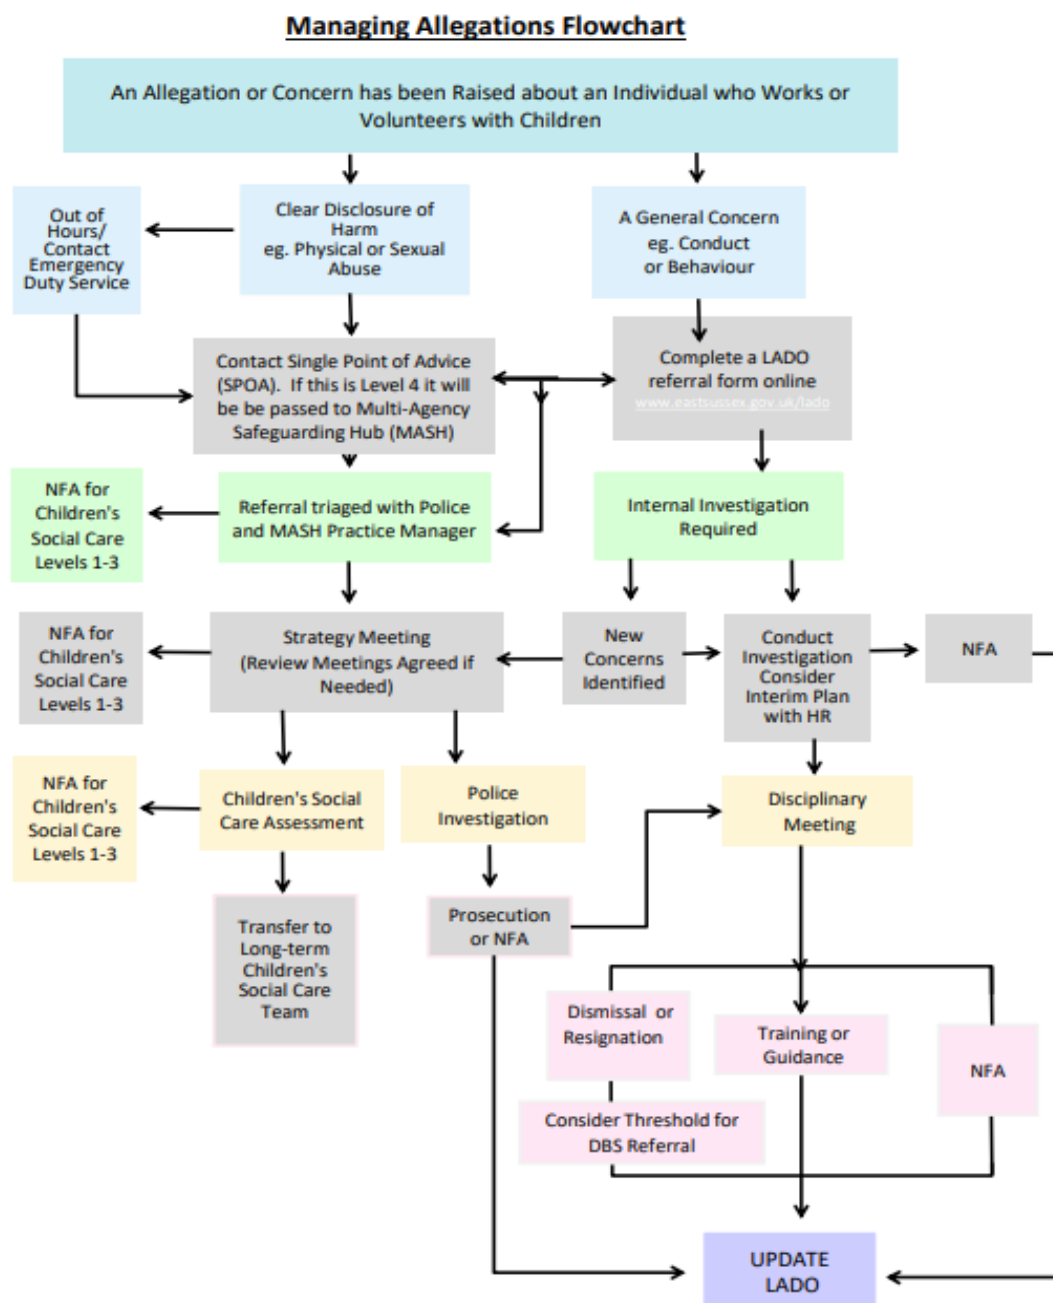 Managing Allegations Flowchart
An Allegation or Concern has been Raised about an Individual who Works or
Volunteers with Children
Out of
Hours/
Contact
Emergency
Duty Service
Clear Disclosure of
Harm
eg. Physical or Sexual
Abuse
A General Concern
eg. Conduct
or Behaviour
Contact Single Point of Advice
(SPOA). If this is Level 4 it will
be be passed to Multi-Agency
Safeguarding Hub (MASH)
Complete a LADO
referral form online
www.eastsussex.gov.uk/lado
NFA for
Children's
Social Care
Levels 1-3
Referral triaged with Police
and MASH Practice Manager
Internal Investigation
Required
NFA for
Children's
Social Care
Levels 1-3
Strategy Meeting
(Review Meetings Agreed if
Needed)
New
Concerns
Identified
Conduct
Investigation
Consider
Interim Plan
with HR
NFA
NFA for
Children's
Social Care
Levels 1-3
Children's Social
Care Assessment
Police
Investigation
Disciplinary
Meeting
Transfer to
Long-term
Children's
Social Care
Team
Prosecution
or NFA
Dismissal or
Resignation
Training or
Guidance
NFA
Consider Threshold for
DBS Referral
UPDATE
LADO